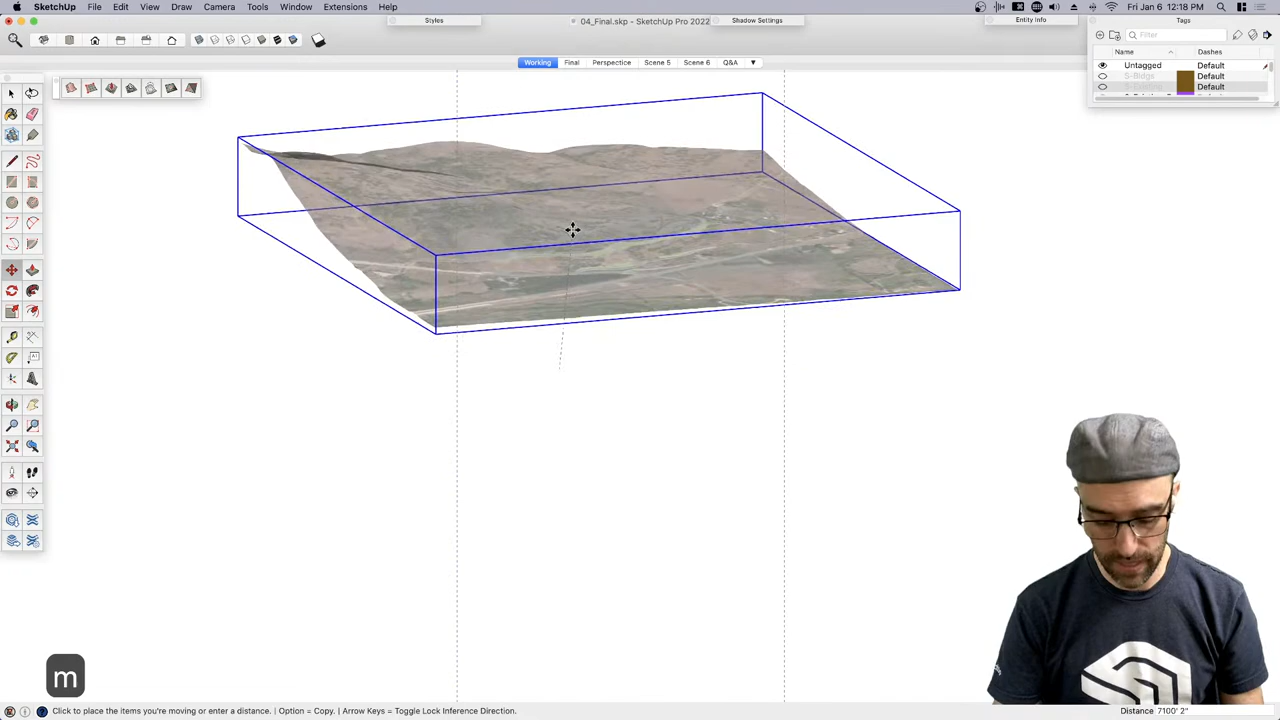 SketchUp File Edit View Camera Draw Tools Window Extensions Help
Fri Jan 6 12:18 PM
Styles
04_Final.skp - SketchUp Pro 2022
Shadow Settings
Entity Info
Tags
Filter
Name Dashes
Untagged Default
S-Bldgs Default
Default
Working Final Perspective Scene 5 Scene 6 Q&A
m
Click to place the items you're moving or enter a distance. | Option = Copy. | Arrow Keys = Toggle Lock Inference Direction.
Distance 7100' 2"